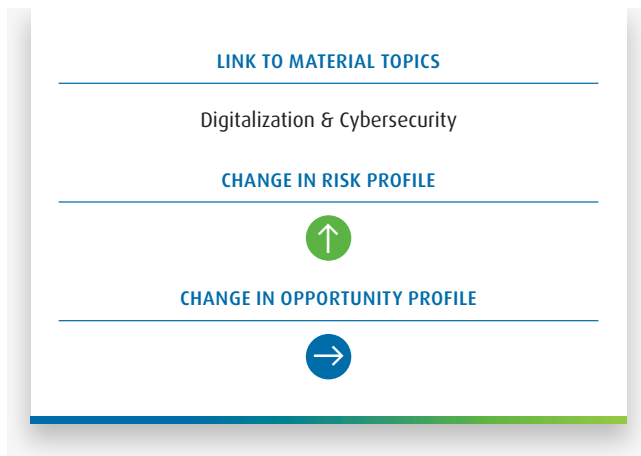 LINK TO MATERIAL TOPICS
Digitalization & Cybersecurity
CHANGE IN RISK PROFILE
CHANGE IN OPPORTUNITY PROFILE